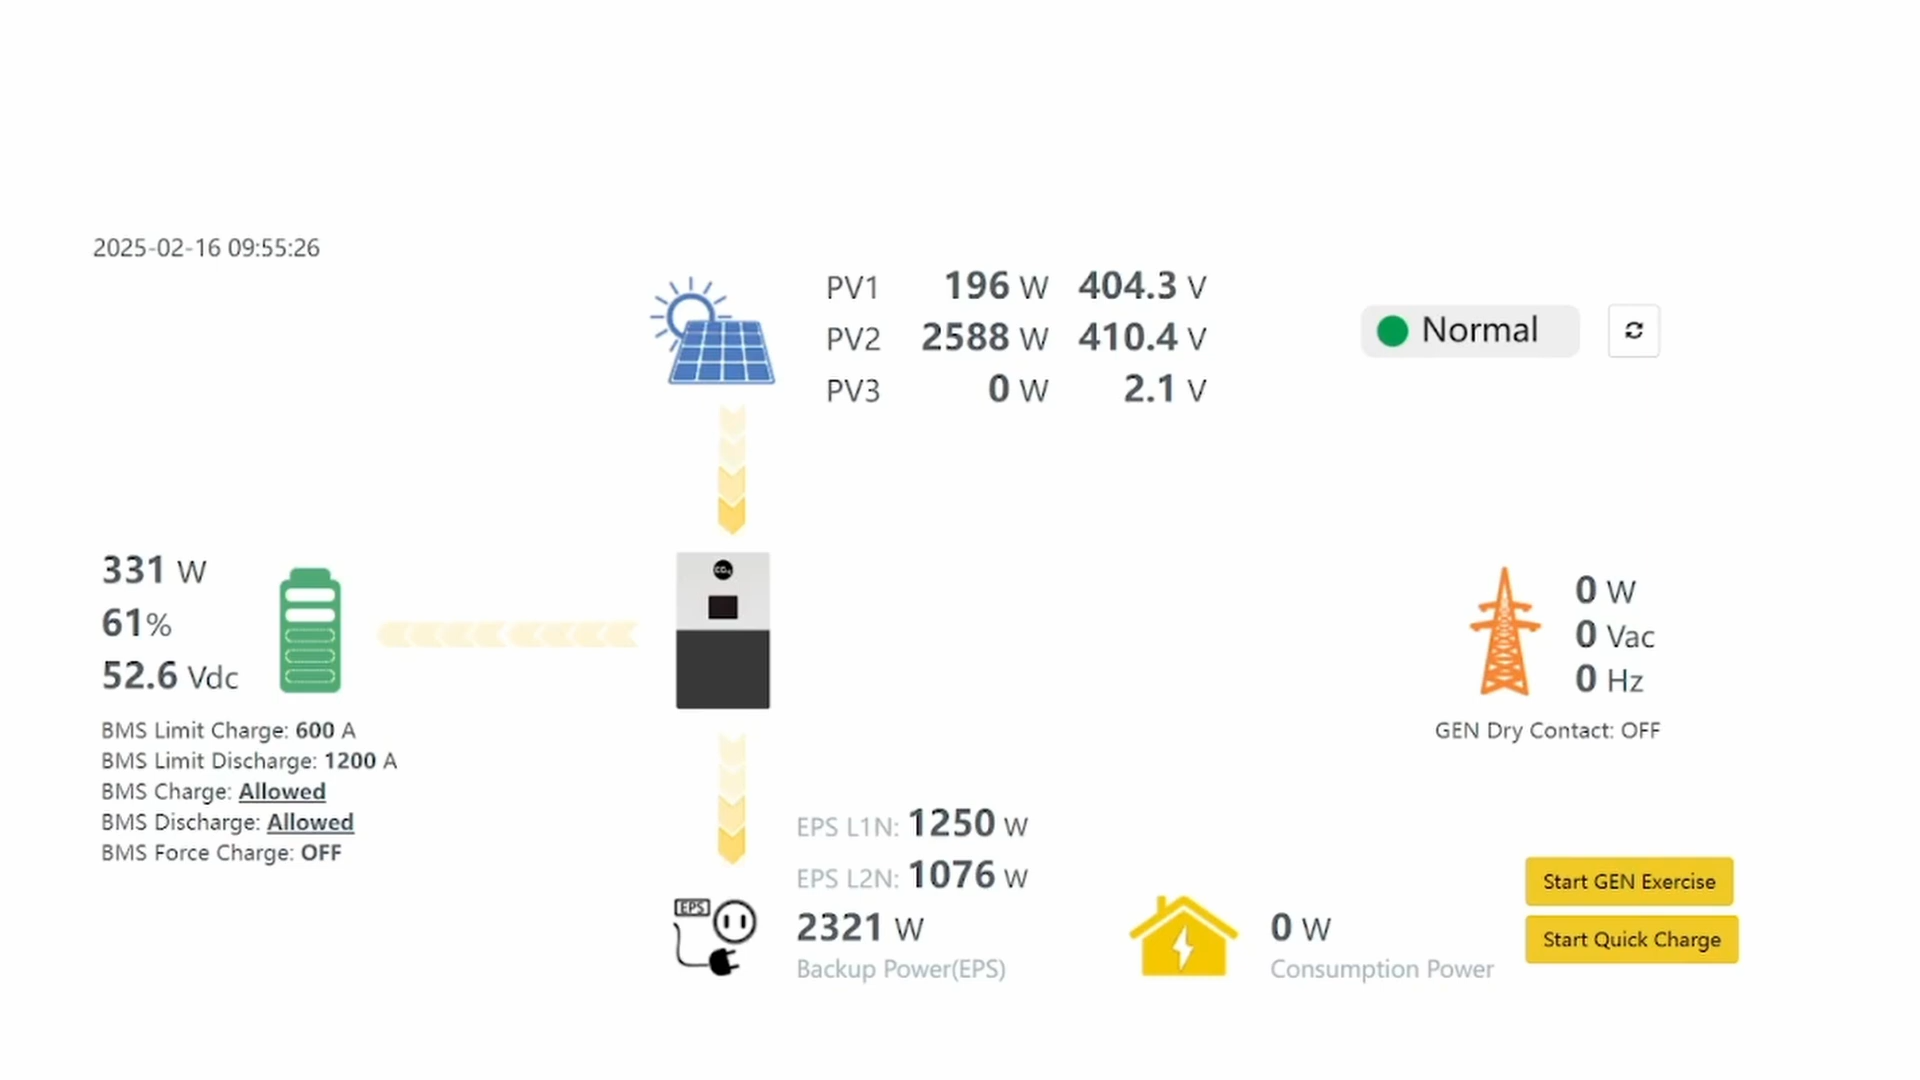 2025-02-16 09:55:26
PV1 196 W 404.3 V
PV2 2588 W 410.4 V
PV3 0 W 2.1 V
Normal
331 W
61%
52.6 Vdc
BMS Limit Charge: 600 A
BMS Limit Discharge: 1200 A
BMS Charge: Allowed
BMS Discharge: Allowed
BMS Force Charge: OFF
0 W
0 Vac
0 Hz
GEN Dry Contact: OFF
EPS L1N: 1250 W
EPS L2N: 1076 W
EPS
2321 W
Backup Power(EPS)
0 W
Consumption Power
Start GEN Exercise
Start Quick Charge